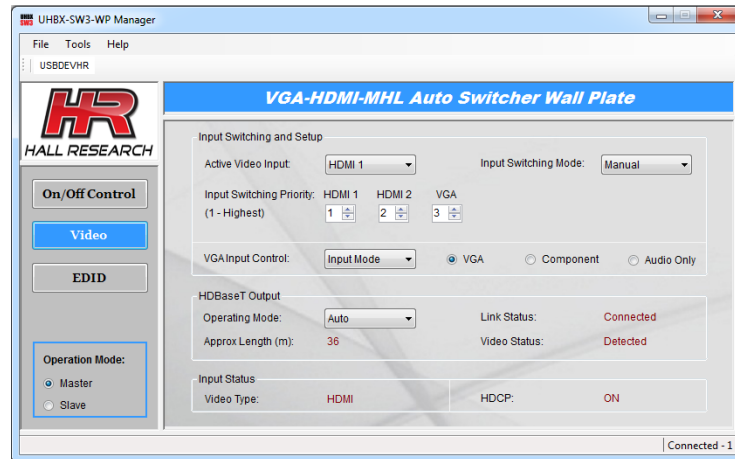 UHBX SW3 UHBX-SW3-WP Manager
File Tools Help
USBDEVHR
HR
HALL RESEARCH
VGA-HDMI-MHL Auto Switcher Wall Plate
On/Off Control
Video
EDID
Operation Mode:
Master
Slave
Input Switching and Setup
Active Video Input: HDMI 1 Input Switching Mode: Manual
Input Switching Priority: HDMI 1 HDMI 2 VGA
(1 - Highest) 1 2 3
VGA Input Control: Input Mode VGA Component Audio Only
HDBaseT Output
Operating Mode: Auto Link Status: Connected
Approx Length (m): 36 Video Status: Detected
Input Status
Video Type: HDMI HDCP: ON
Connected - 1